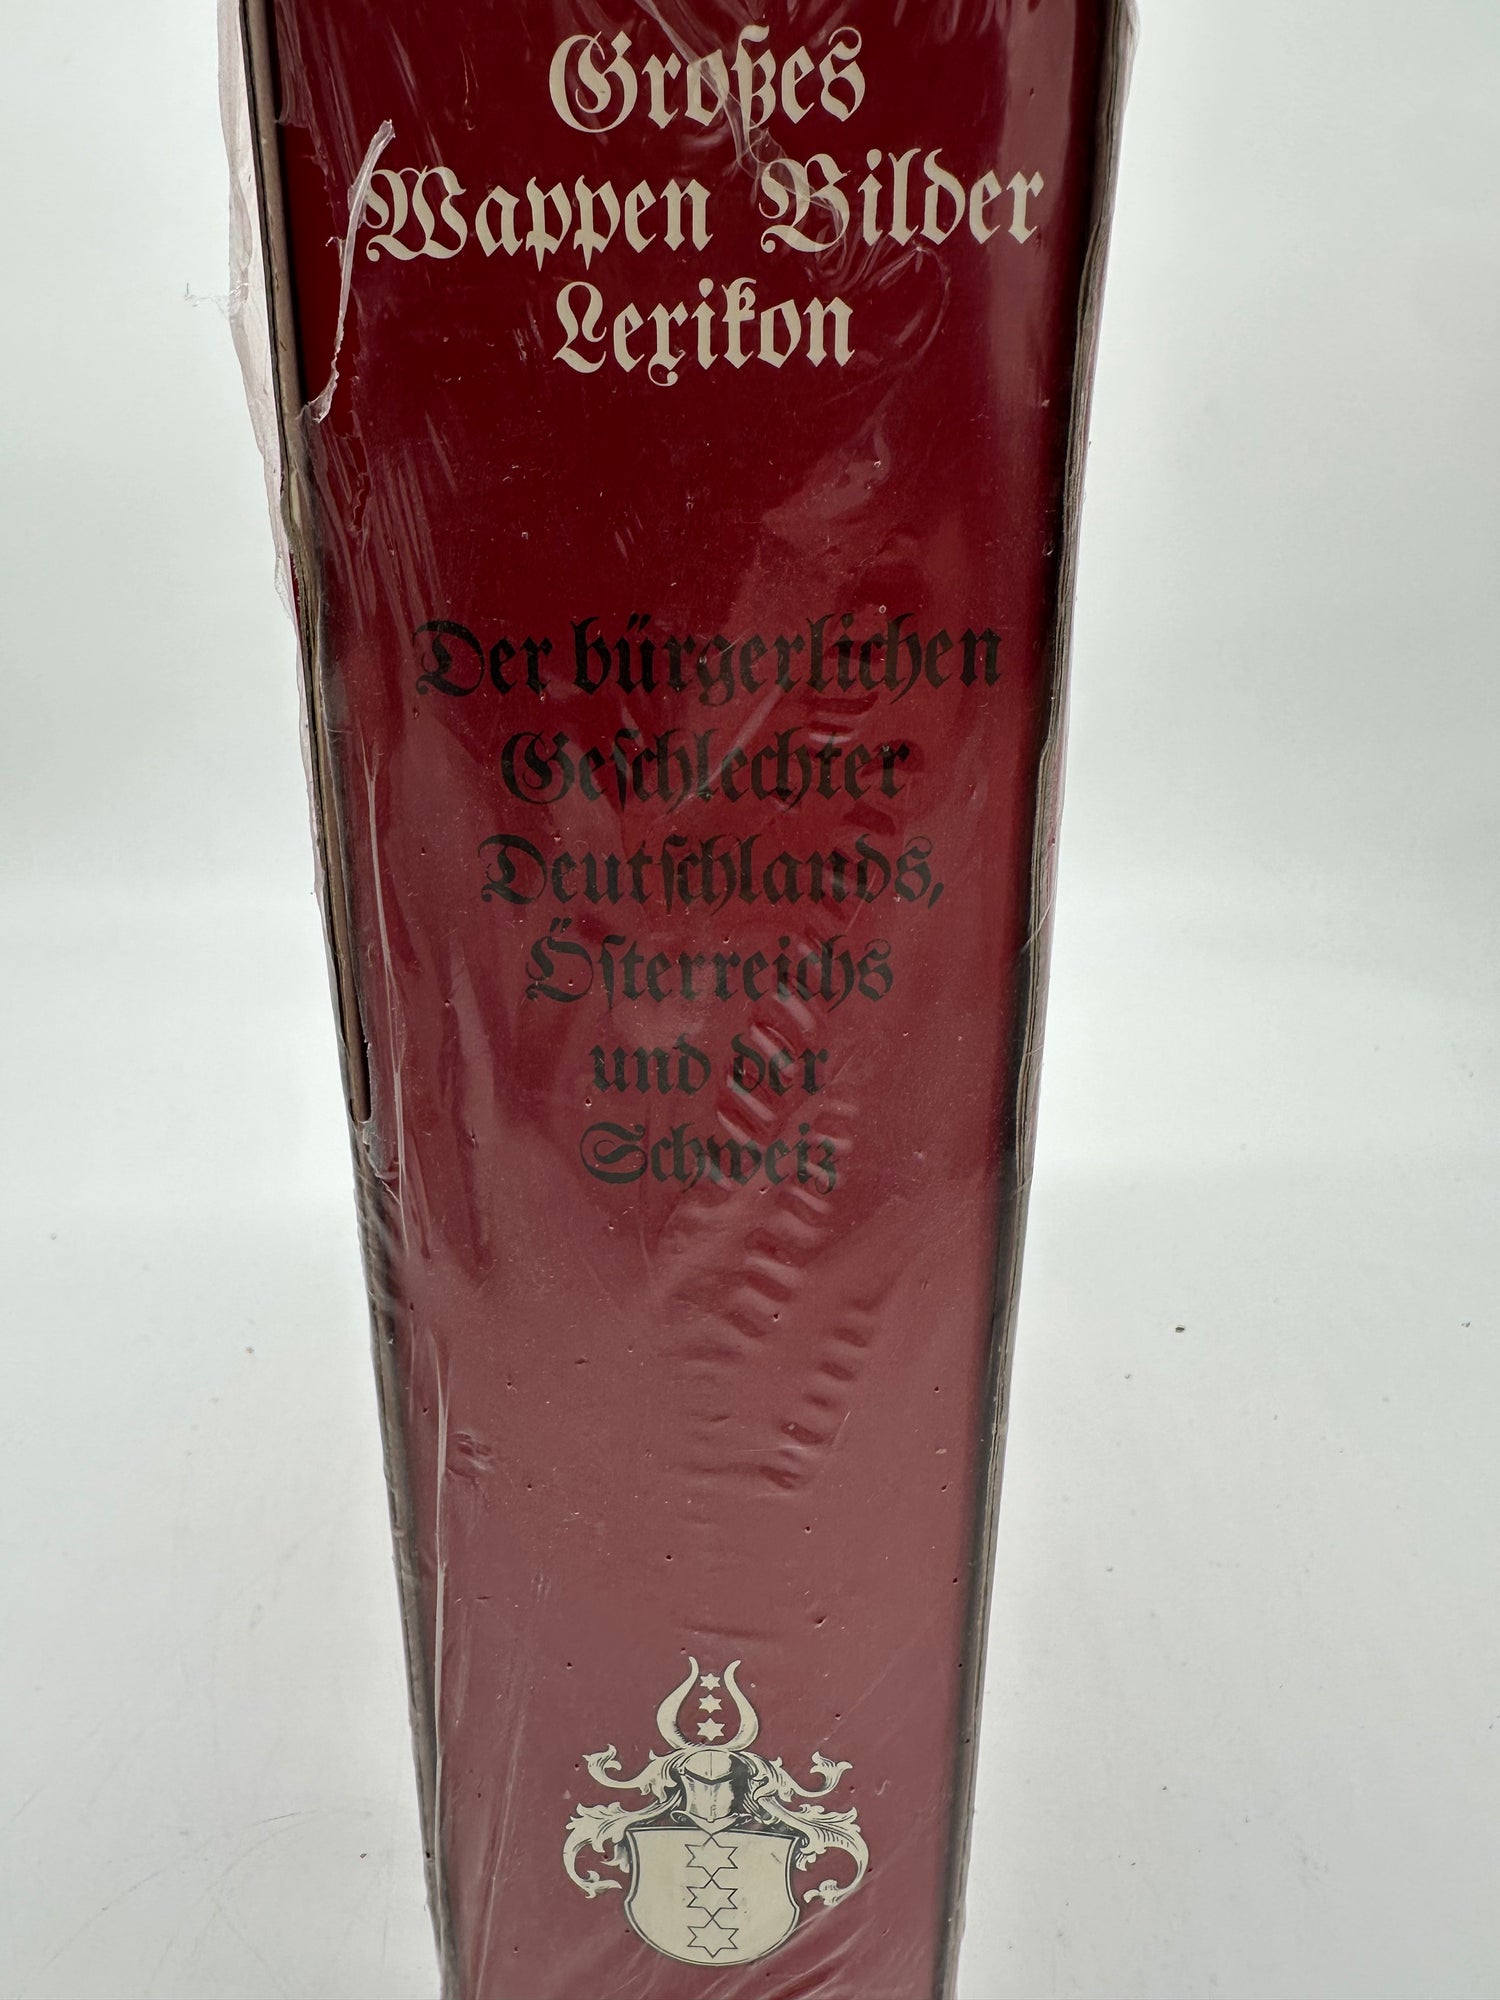 Großes
Wappen Bilder
Lexikon
Der bürgerlichen
Geſchlechter
Deutſchlands,
Öſterreichs
und der
Schweiz